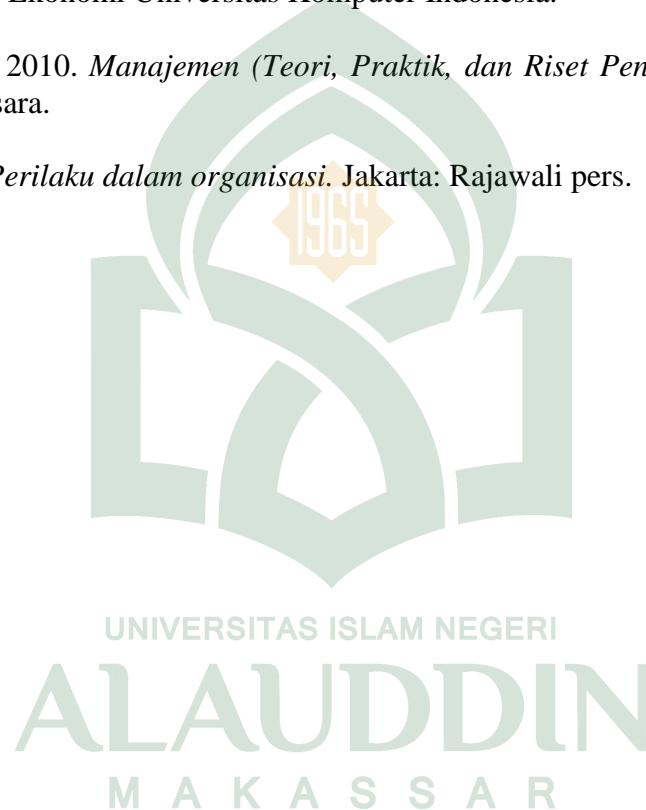 Ekonomi Universitas Komputer Indonesia.
2010. Manajemen (Teori, Praktik, dan Riset Pen
sara.
Perilaku dalam organisasi. Jakarta: Rajawali pers.
1965
UNIVERSITAS ISLAM NEGERI
ALAUDDIN
MAKASSAR